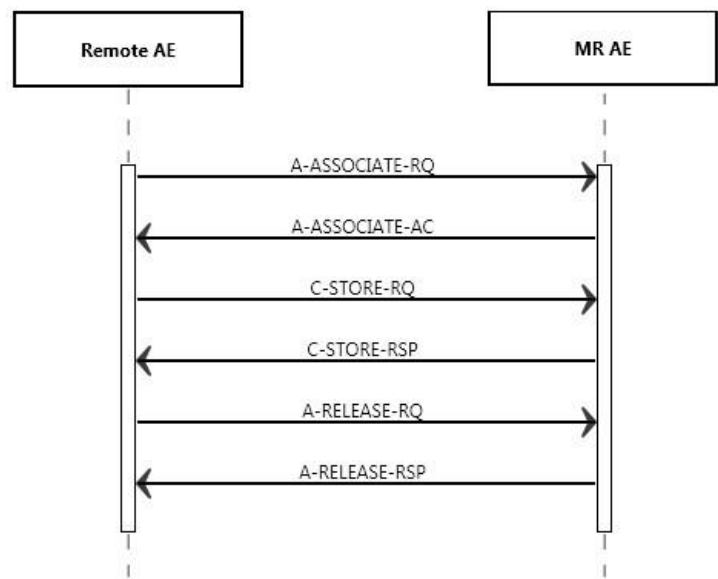 Remote AE
MR AE
A-ASSOCIATE-RQ
A-ASSOCIATE-AC
C-STORE-RQ
C-STORE-RSP
A-RELEASE-RQ
A-RELEASE-RSP